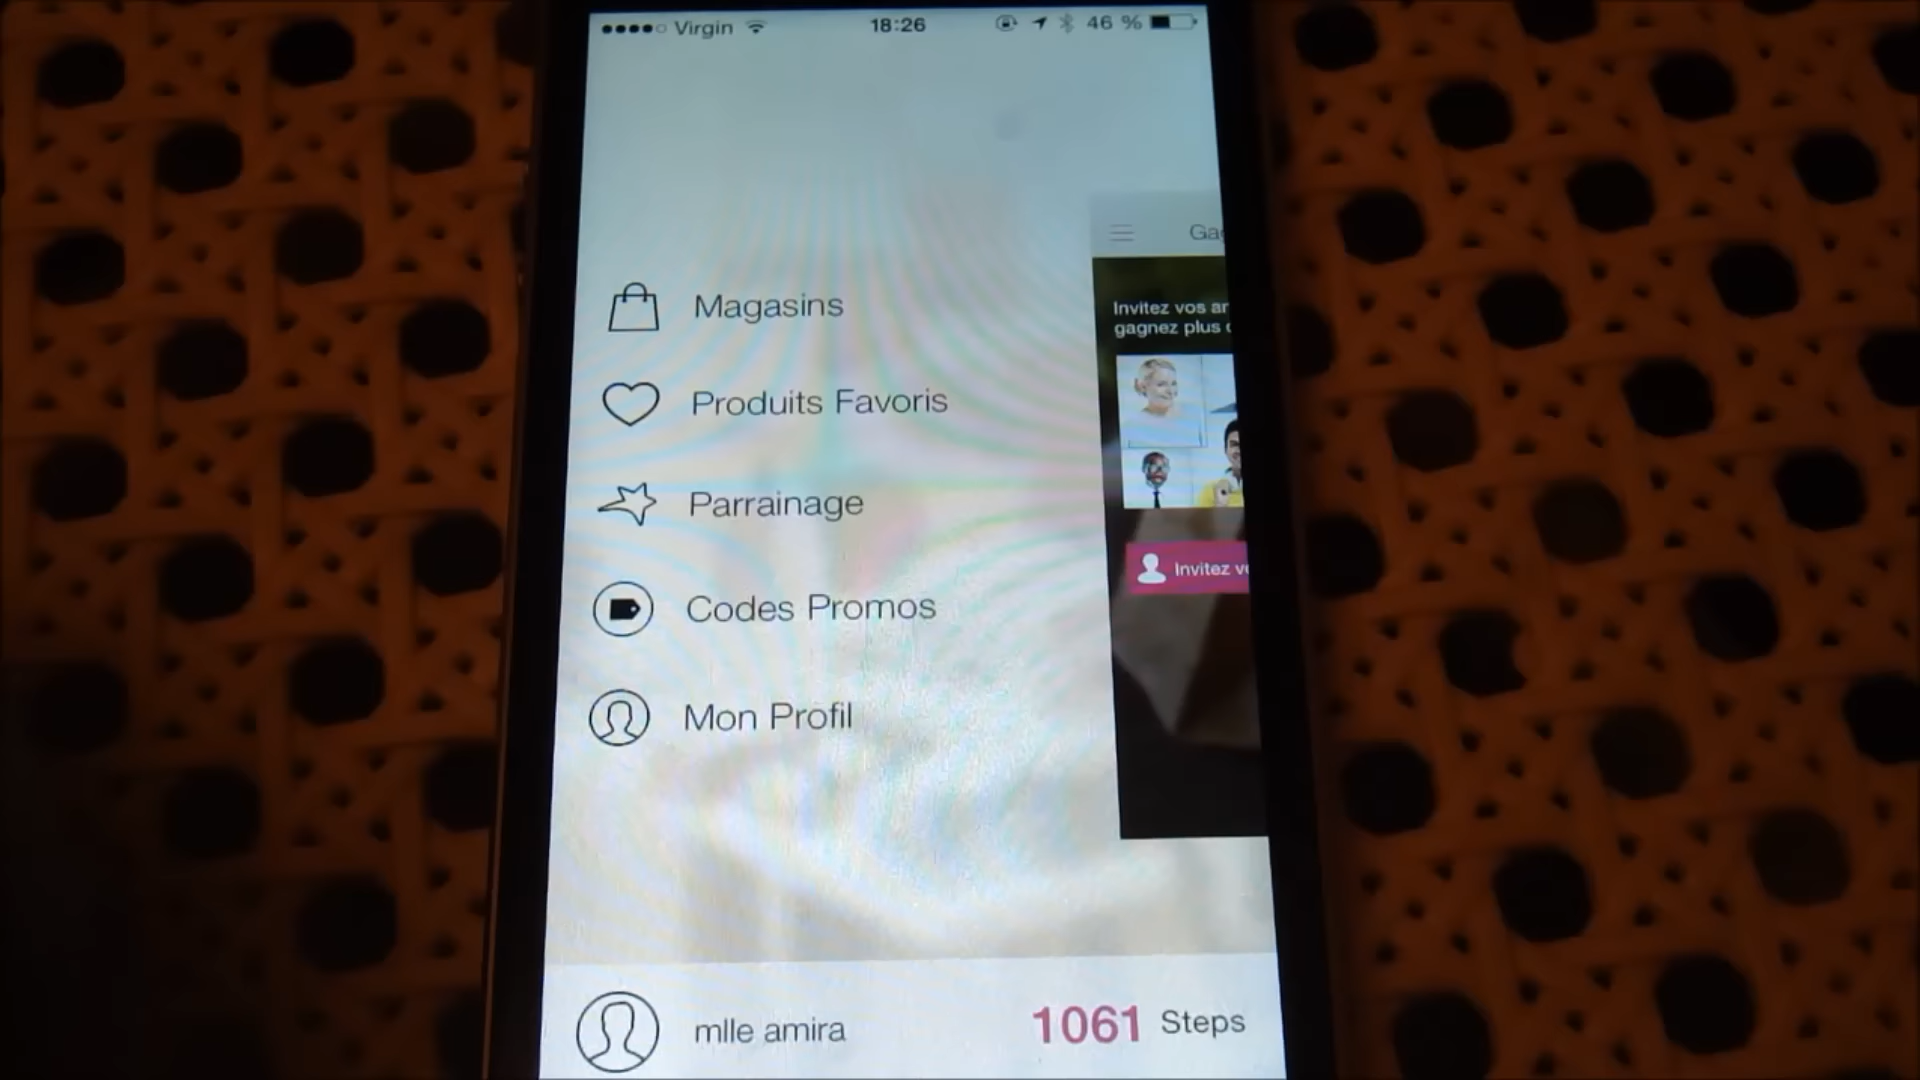 Virgin 18:26 46 %
Gag
Invitez vos
gagnez plus
Magasins
Produits Favoris
Parrainage
Invitez
Codes Promos
Mon Profil
mlle amira 1061 Steps